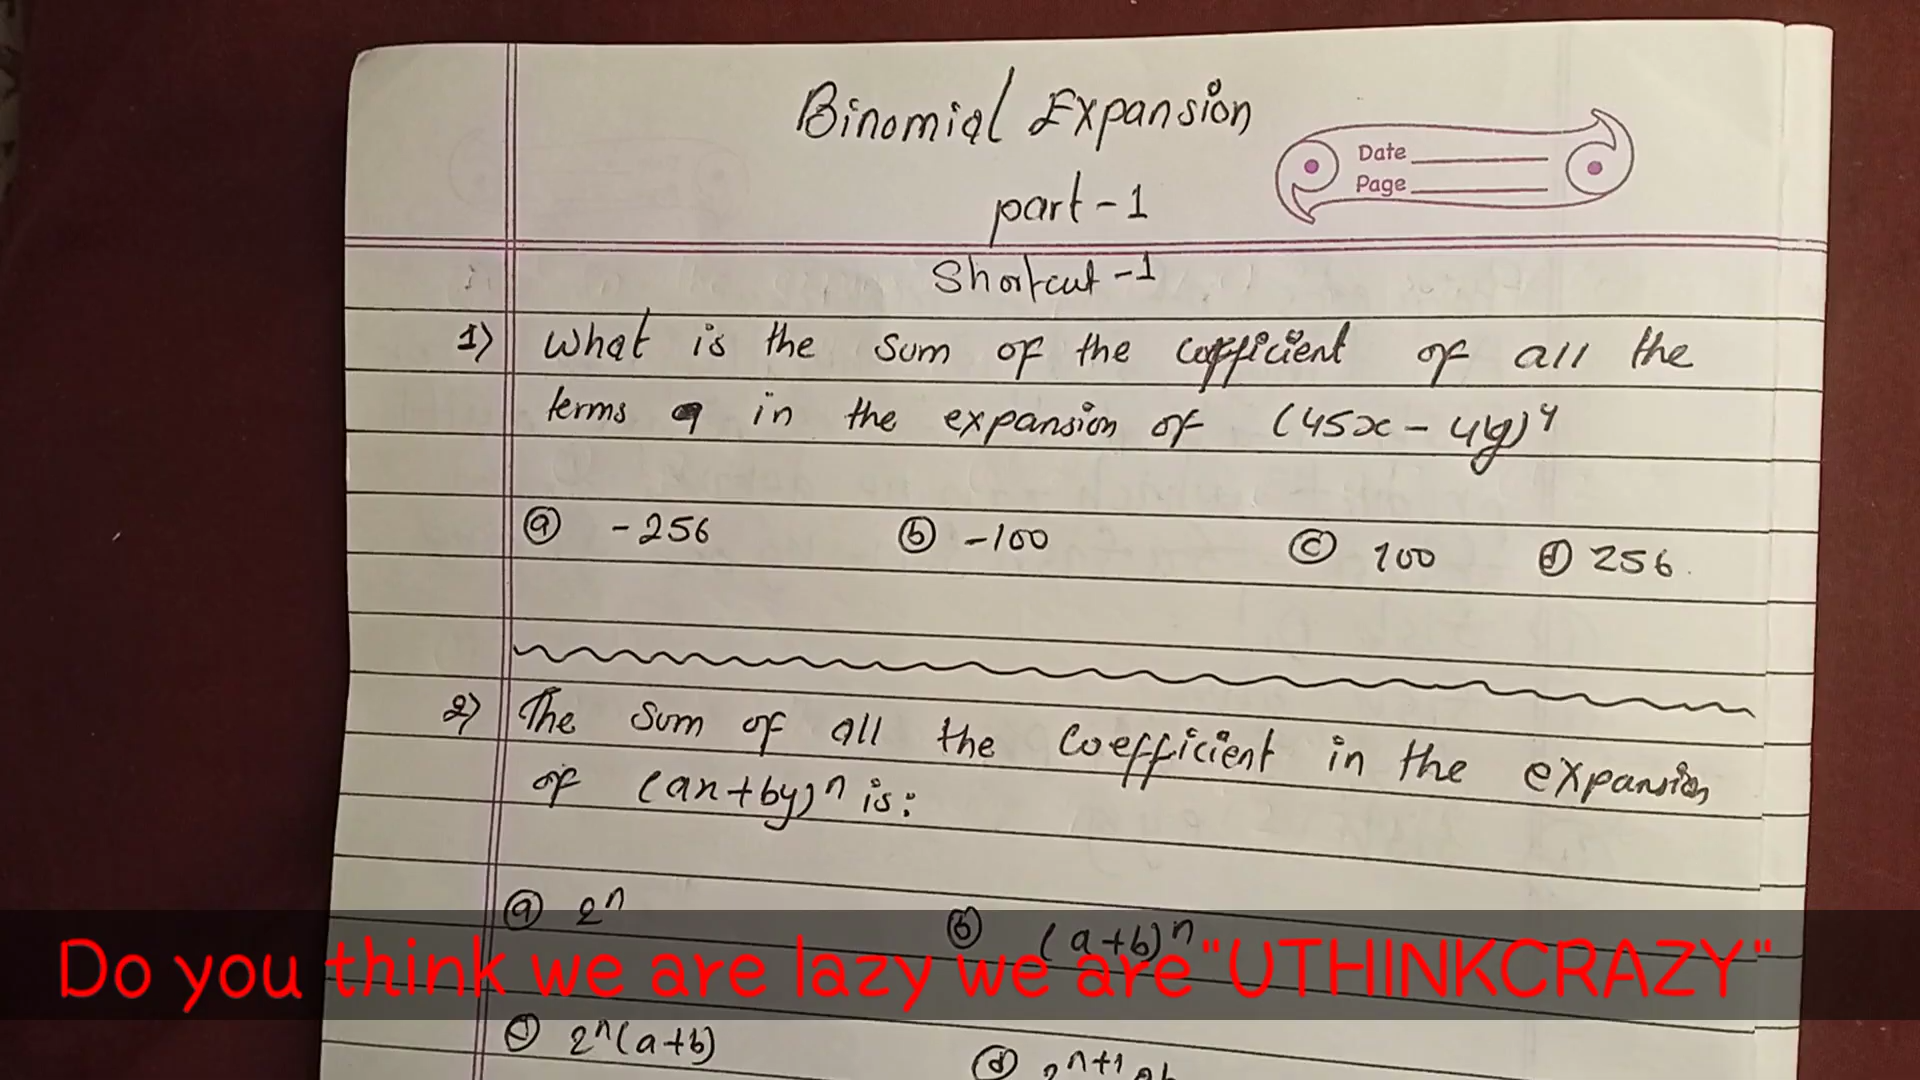 Binomial Expansion
Date
Page
part-1
Shortcut-1
1) What is the sum of the cofficient of all the
terms in the expansion of (45x - 4y)⁴
ⓐ -256 ⓑ -100 ⓒ 100 ⓓ 256
2) The sum of all the coefficient in the expansion
of (an+by)ⁿ is:
ⓐ 2ⁿ ⓑ (a+b)ⁿ
Do you think we are lazy we are "UTHINKCRAZY"
ⓒ 2ⁿ(a+b) ⓓ